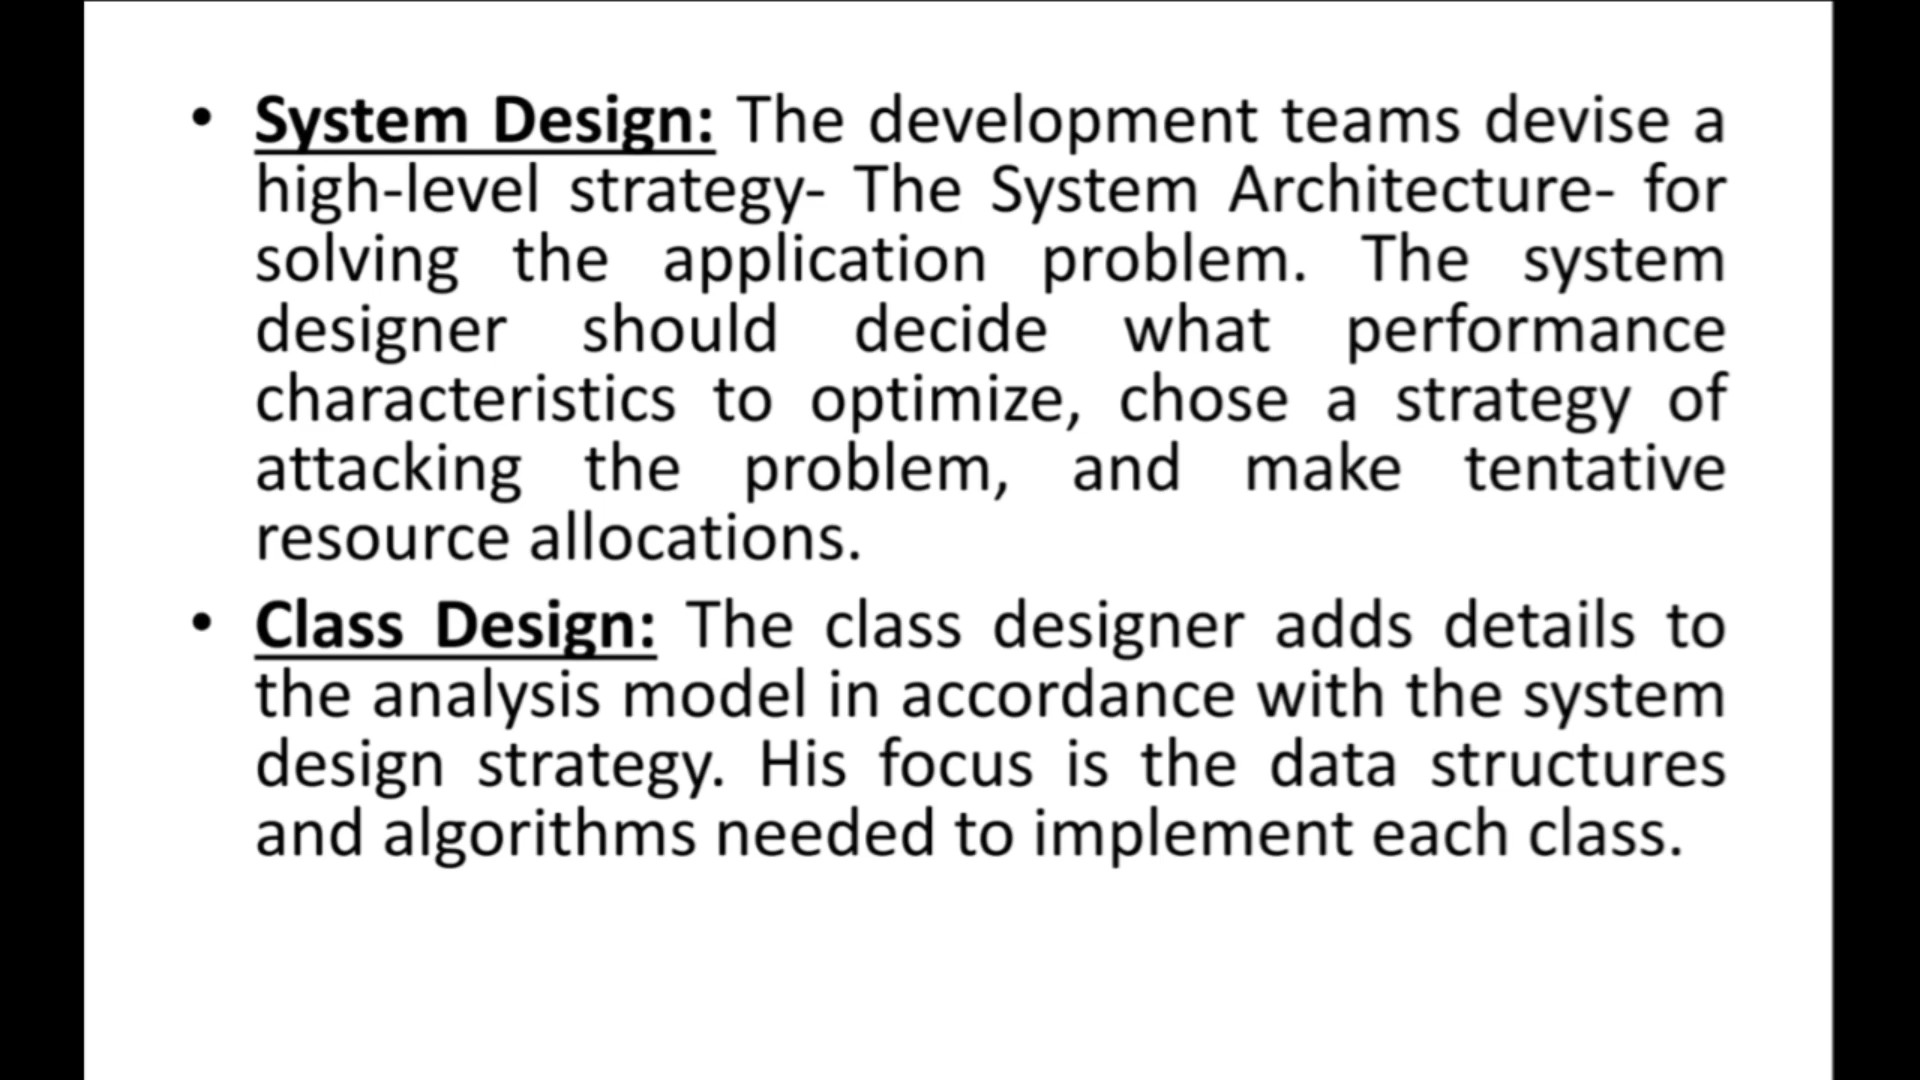 • System Design: The development teams devise a
high-level strategy- The System Architecture- for
solving the application problem. The system
designer should decide what performance
characteristics to optimize, chose a strategy of
attacking the problem, and make tentative
resource allocations.
• Class Design: The class designer adds details to
the analysis model in accordance with the system
design strategy. His focus is the data structures
and algorithms needed to implement each class.